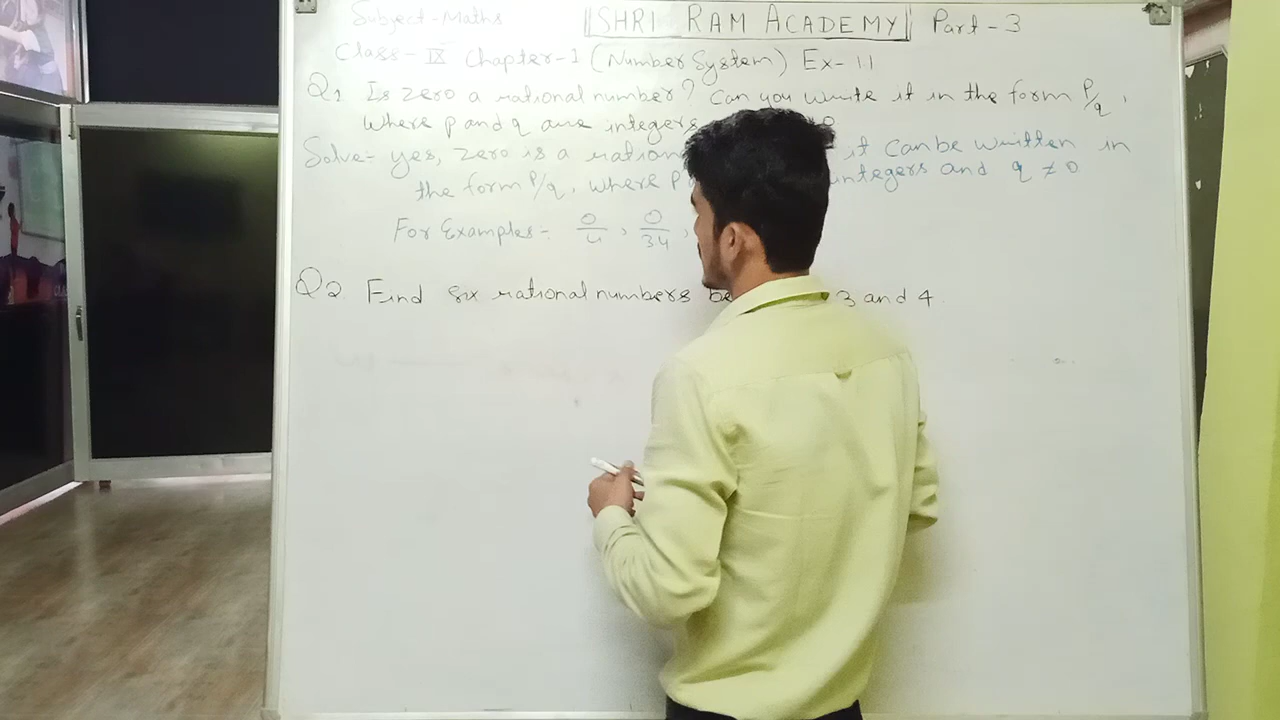 Subject-Maths SHRI RAM ACADEMY Part-3
Class-IX Chapter-1 (Number System) Ex-1.1
Q1 Is zero a rational number? Can you write it in the form P/q,
where p and q are integers
Solve:- yes, zero is a ration it can be written in
the form P/q, where P integers and q ≠ 0
For Examples:- 0/4, 0/34,
Q2. Find six rational numbers be 3 and 4.